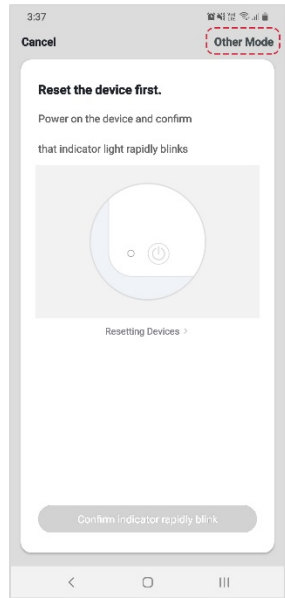 3:37
Cancel
Other Mode
Reset the device first.
Power on the device and confirm
that indicator light rapidly blinks
Resetting Devices >
Confirm indicator rapidly blink